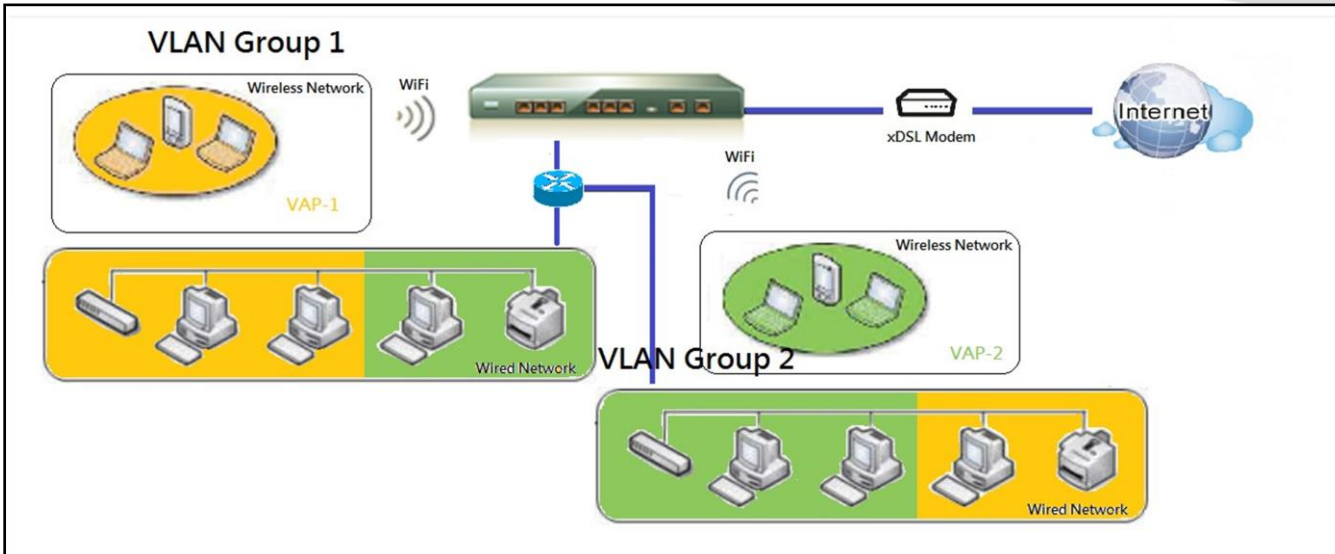 VLAN Group 1
Wireless Network
WiFi
VAP-1
xDSL Modem
Internet
WiFi
Wireless Network
VAP-2
Wired Network
VLAN Group 2
Wired Network